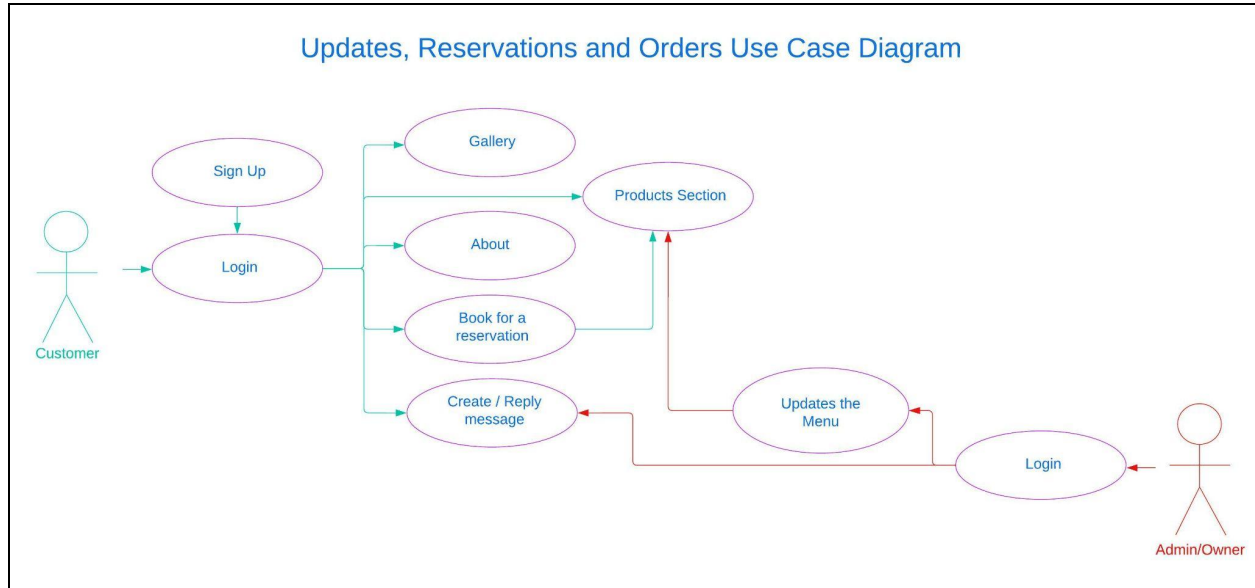 Updates, Reservations and Orders Use Case Diagram
Gallery
Sign Up
Products Section
About
Login
Book for a
reservation
Customer
Create / Reply
message
Updates the
Menu
Login
Admin/Owner